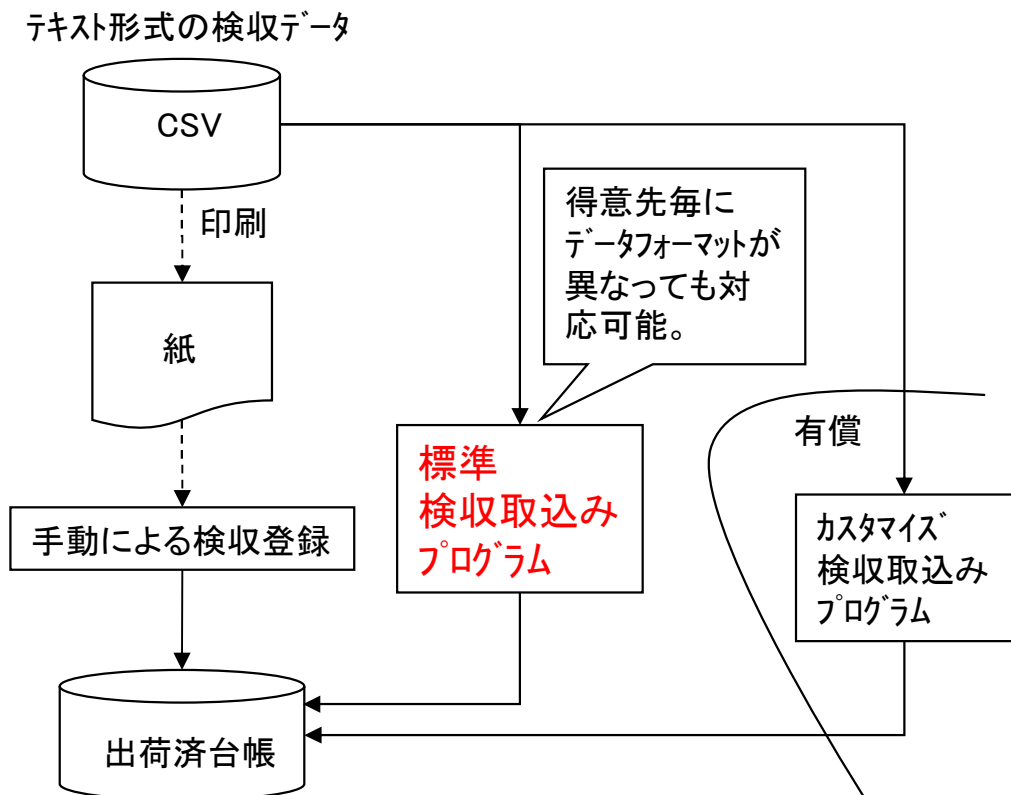 テキスト形式の検収データ
CSV
印刷
得意先毎に
データフォーマットが
異なっても対
応可能。
紙
有償
標準
検収取込み
プログラム
手動による検収登録
カスタマイズ
検収取込み
プログラム
出荷済台帳